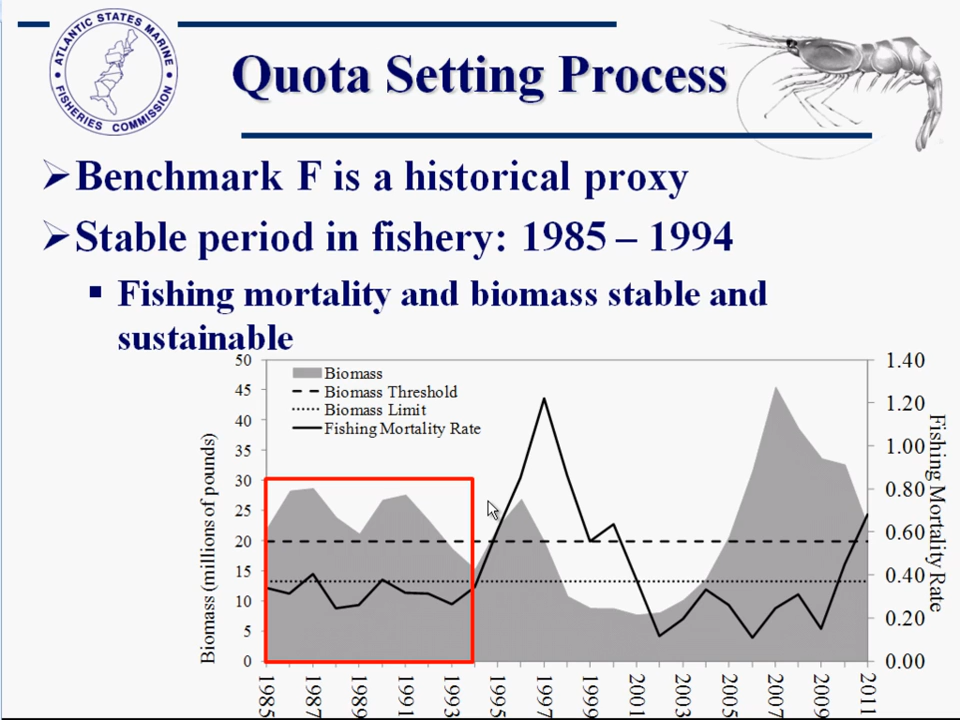 ATLANTIC STATES MARINE
FISHERIES COMMISSION
Quota Setting Process
Benchmark F is a historical proxy
Stable period in fishery: 1985 – 1994
Fishing mortality and biomass stable and
sustainable
50
45
40
35
30
25
20
15
10
5
0
Biomass (millions of pounds)
Biomass
Biomass Threshold
Biomass Limit
Fishing Mortality Rate
1.40
1.20
1.00
0.80
0.60
0.40
0.20
0.00
Fishing Mortality Rate
1985
1987
1989
1991
1993
1995
1997
1999
2001
2003
2005
2007
2009
2011